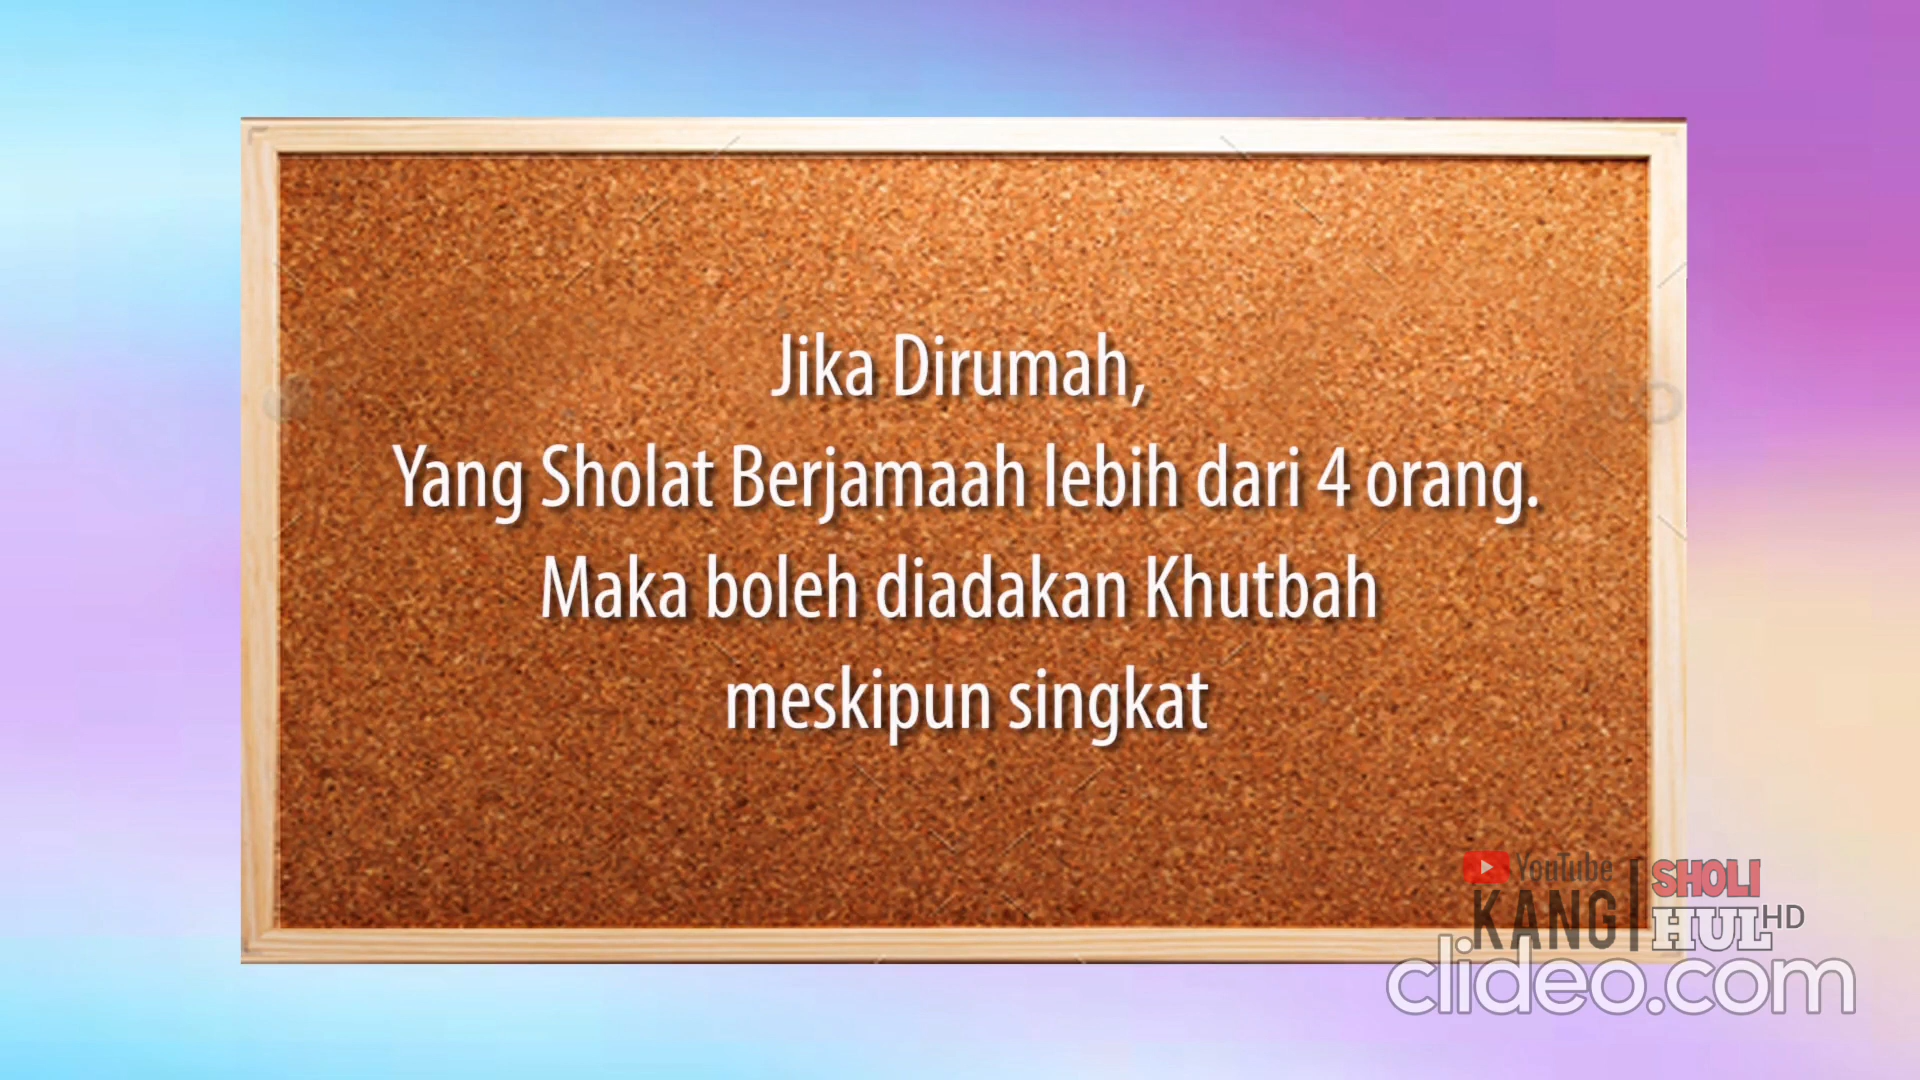 Jika Dirumah,
Yang Sholat Berjamaah lebih dari 4 orang.
Maka boleh diadakan Khutbah
meskipun singkat
YouTube
KANG
SHOLI
HUL HD
clideo.com